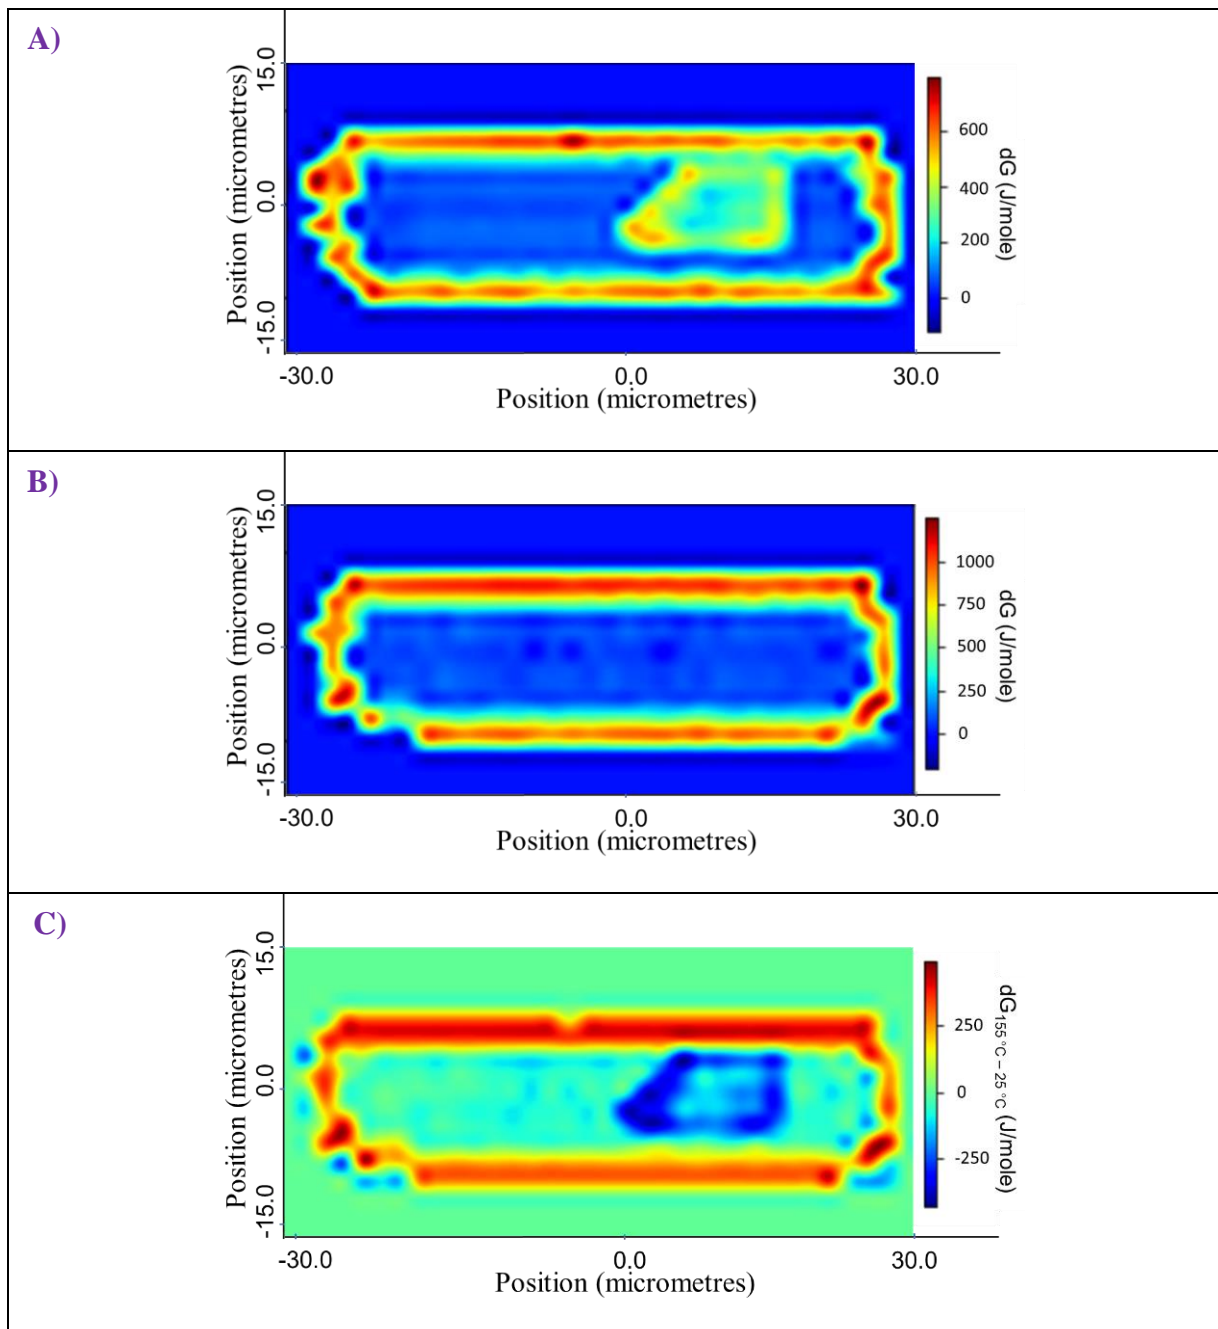 A)
15.0
0.0
-15.0
Position (micrometres)
-30.0
0.0
30.0
Position (micrometres)
600
400
200
0
dG (J/mole)
B)
15.0
0.0
-15.0
Position (micrometres)
-30.0
0.0
30.0
Position (micrometres)
1000
750
500
250
0
dG (J/mole)
C)
15.0
0.0
-15.0
Position (micrometres)
-30.0
0.0
30.0
Position (micrometres)
250
0
-250
dG155 °C – 25 °C (J/mole)